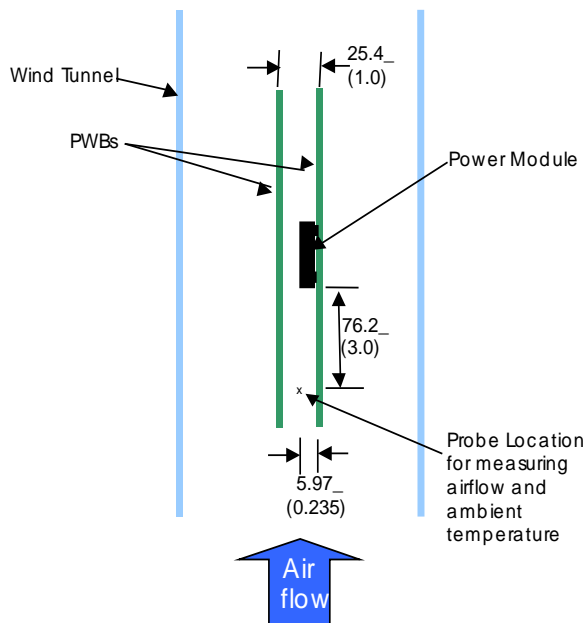 25.4_
(1.0)
Wind Tunnel
PWBs
Power Module
76.2_
(3.0)
x
Probe Location
for measuring
airflow and
ambient
temperature
5.97_
(0.235)
Air
flow